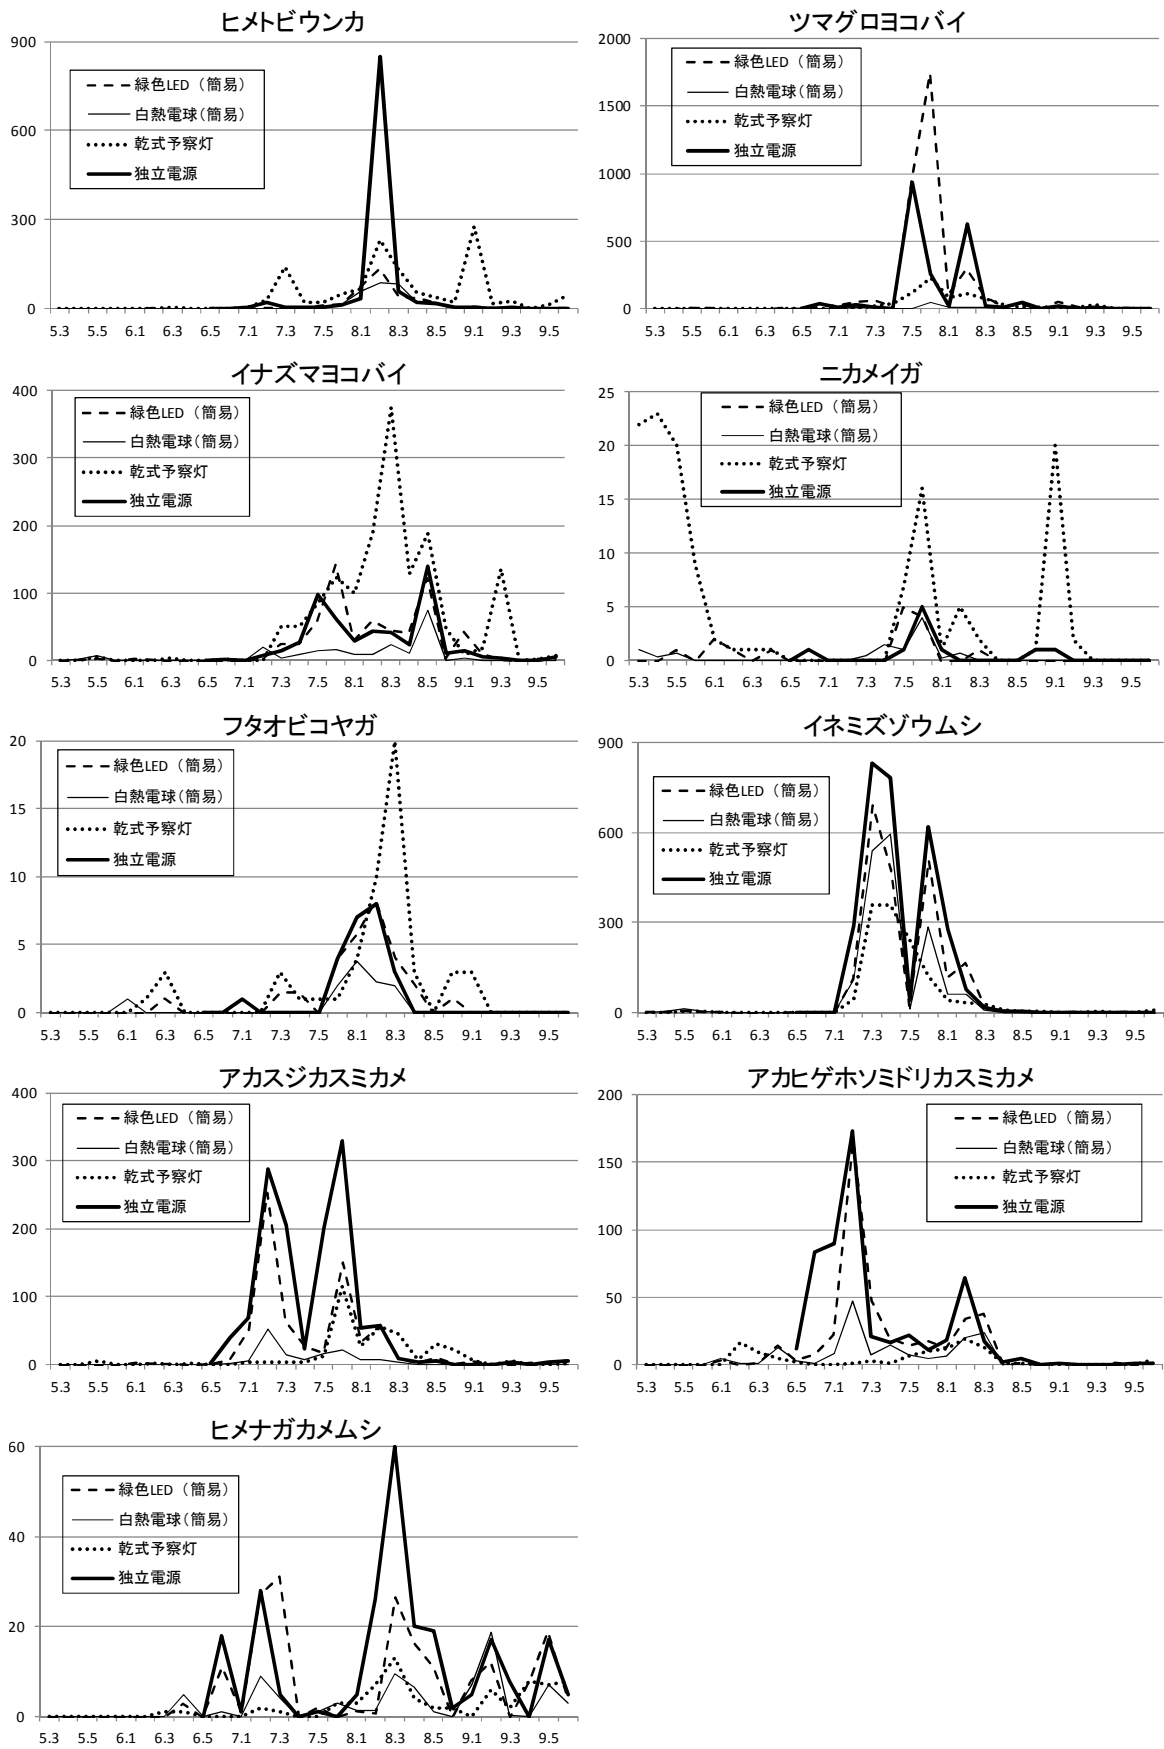 ヒメトビウンカ
900
600
300
0
緑色LED（簡易）
白熱電球(簡易)
乾式予察灯
独立電源
5.3 5.5 6.1 6.3 6.5 7.1 7.3 7.5 8.1 8.3 8.5 9.1 9.3 9.5
ツマグロヨコバイ
2000
1500
1000
500
0
緑色LED（簡易）
白熱電球(簡易)
乾式予察灯
独立電源
5.3 5.5 6.1 6.3 6.5 7.1 7.3 7.5 8.1 8.3 8.5 9.1 9.3 9.5
イナズマヨコバイ
400
300
200
100
0
緑色LED（簡易）
白熱電球(簡易)
乾式予察灯
独立電源
5.3 5.5 6.1 6.3 6.5 7.1 7.3 7.5 8.1 8.3 8.5 9.1 9.3 9.5
ニカメイガ
25
20
15
10
5
0
緑色LED（簡易）
白熱電球(簡易)
乾式予察灯
独立電源
5.3 5.5 6.1 6.3 6.5 7.1 7.3 7.5 8.1 8.3 8.5 9.1 9.3 9.5
フタオビコヤガ
20
15
10
5
0
緑色LED（簡易）
白熱電球(簡易)
乾式予察灯
独立電源
5.3 5.5 6.1 6.3 6.5 7.1 7.3 7.5 8.1 8.3 8.5 9.1 9.3 9.5
イネミズゾウムシ
900
600
300
0
緑色LED（簡易）
白熱電球(簡易)
乾式予察灯
独立電源
5.3 5.5 6.1 6.3 6.5 7.1 7.3 7.5 8.1 8.3 8.5 9.1 9.3 9.5
アカスジカスミカメ
400
300
200
100
0
緑色LED（簡易）
白熱電球(簡易)
乾式予察灯
独立電源
5.3 5.5 6.1 6.3 6.5 7.1 7.3 7.5 8.1 8.3 8.5 9.1 9.3 9.5
アカヒゲホソミドリカスミカメ
200
150
100
50
0
緑色LED（簡易）
白熱電球(簡易)
乾式予察灯
独立電源
5.3 5.5 6.1 6.3 6.5 7.1 7.3 7.5 8.1 8.3 8.5 9.1 9.3 9.5
ヒメナガカメムシ
60
40
20
0
緑色LED（簡易）
白熱電球(簡易)
乾式予察灯
独立電源
5.3 5.5 6.1 6.3 6.5 7.1 7.3 7.5 8.1 8.3 8.5 9.1 9.3 9.5